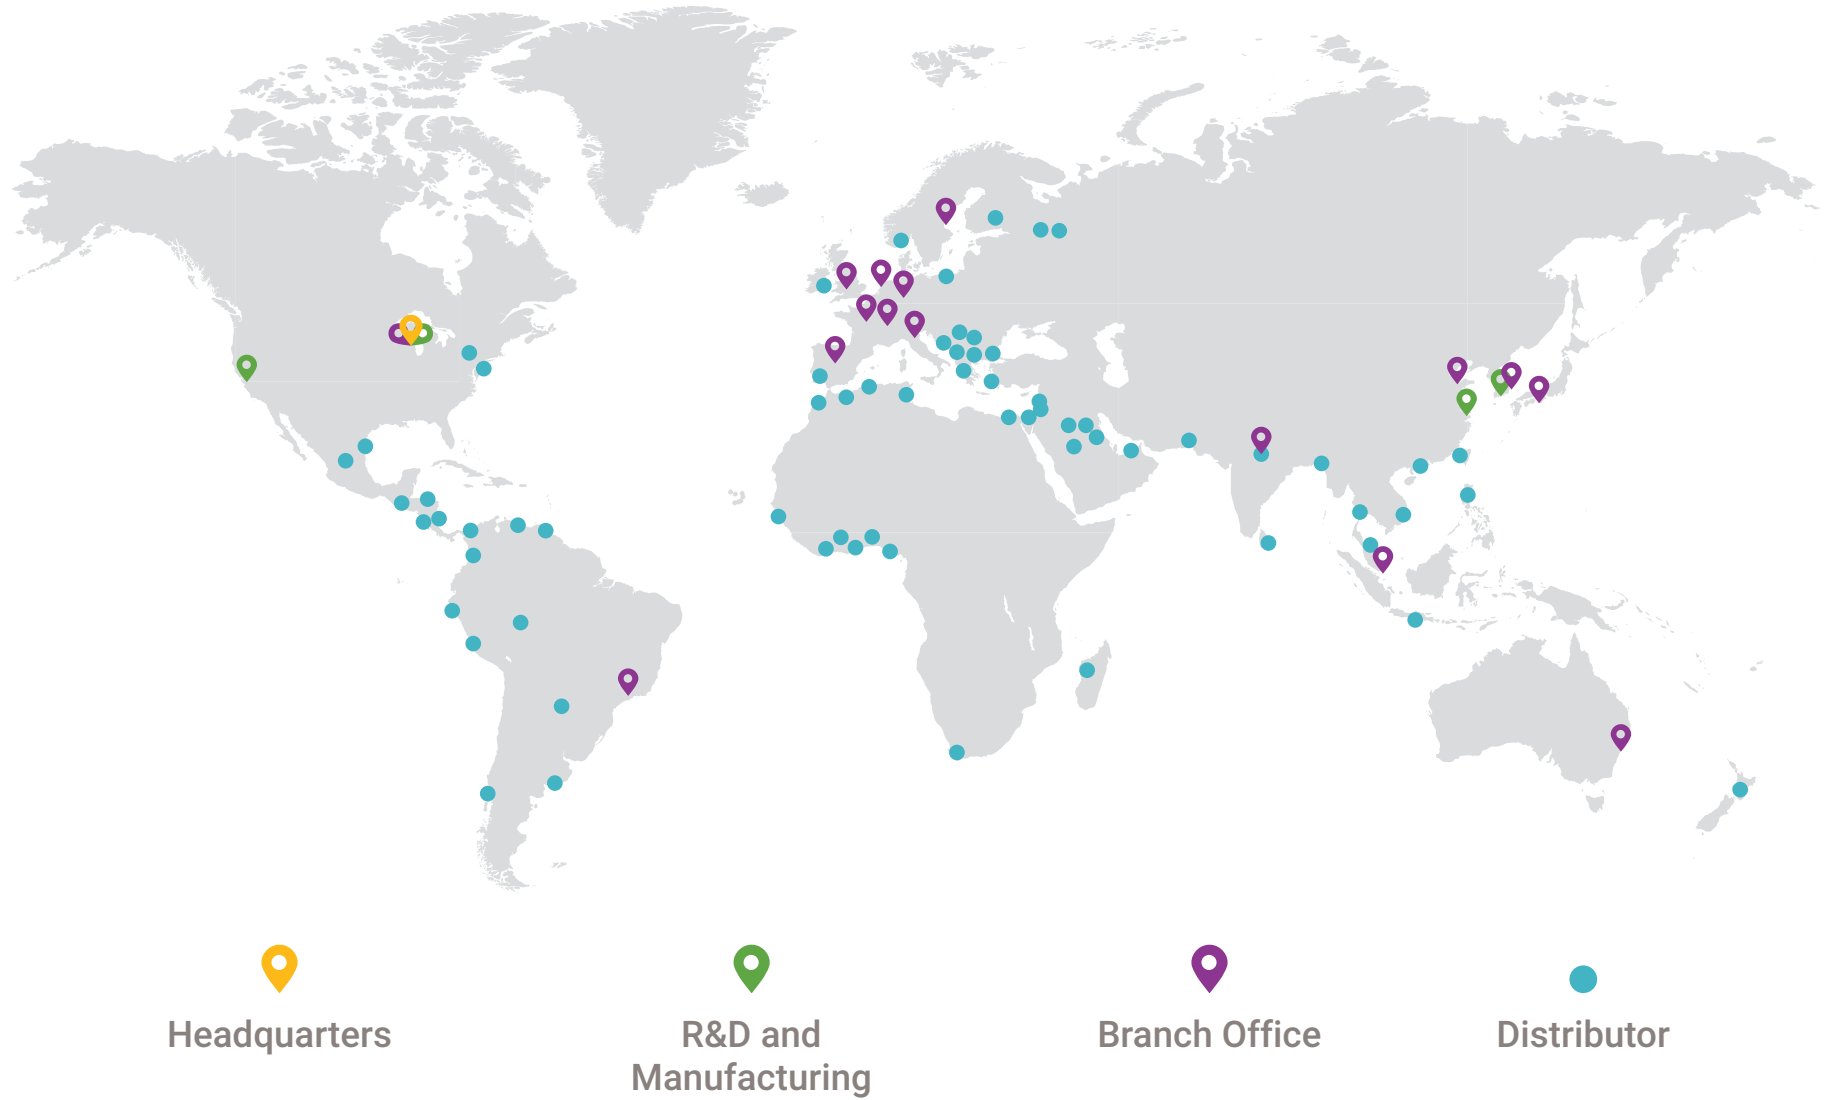 Headquarters
R&D and
Manufacturing
Branch Office
Distributor